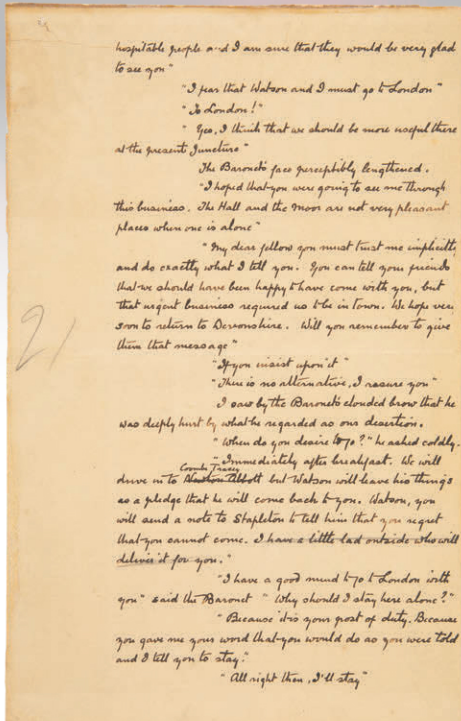 hospitable people and I am sure that they would be very glad
to see you"
"I fear that Watson and I must go to London"
"To London!"
"Yes, I think that we should be more useful there
at the present juncture"
The Baronet's face perceptibly lengthened.
"I hoped that you were going to see me through
this business. The Hall and the moor are not very pleasant
places when one is alone"
"My dear fellow you must trust me implicitly
and do exactly what I tell you. You can tell your friends
that we should have been happy to have come with you, but
that urgent business required us to be in town. We hope very
soon to return to Devonshire. Will you remember to give
them that message"
21
"If you insist upon it"
"There is no alternative, I assure you"
I saw by the Baronet's clouded brow that he
was deeply hurt by what he regarded as our desertion.
"When do you desire to go?" he asked coldly.
"Immediately after breakfast. We will
Coombe Tracey
drive in to Abbott but Watson will leave his things
as a pledge that he will come back to you. Watson, you
will send a note to Stapleton to tell him that you regret
that you cannot come. I have a little lad outside who will
deliver it for you."
"I have a good mind to go to London with
you" said the Baronet "Why should I stay here alone?"
"Because it is your post of duty. Because
you gave me your word that you would do as you were told
and I tell you to stay."
"All right then, I'll stay"